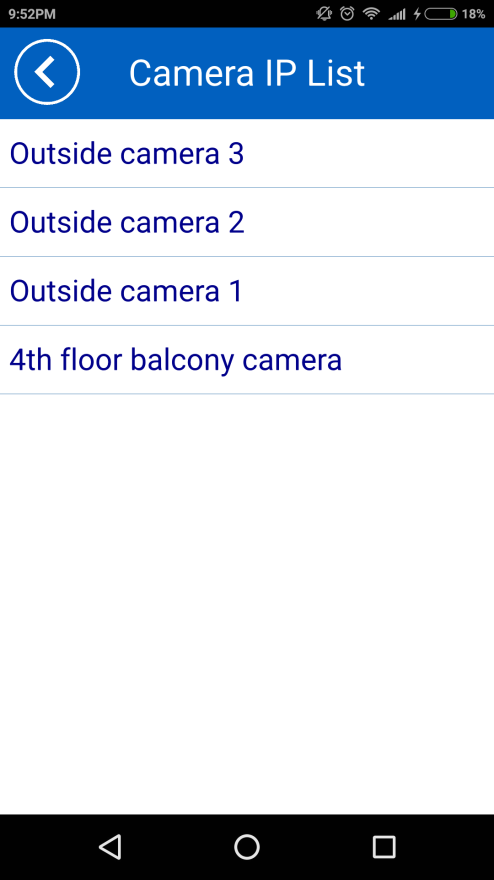 9:52PM
18%
Camera IP List
Outside camera 3
Outside camera 2
Outside camera 1
4th floor balcony camera